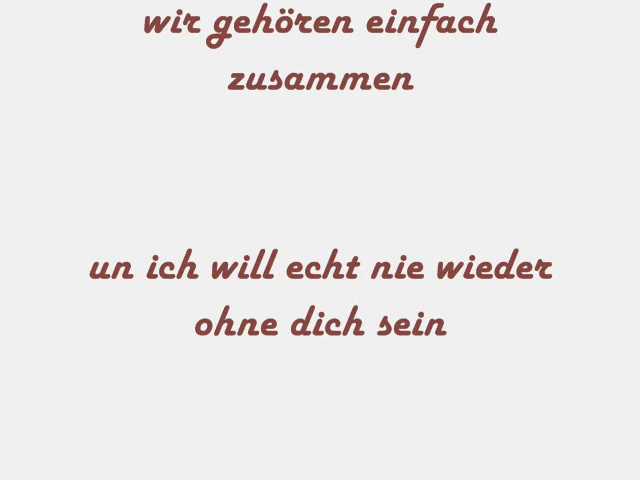 wir gehören einfach
zusammen
un ich will echt nie wieder
ohne dich sein